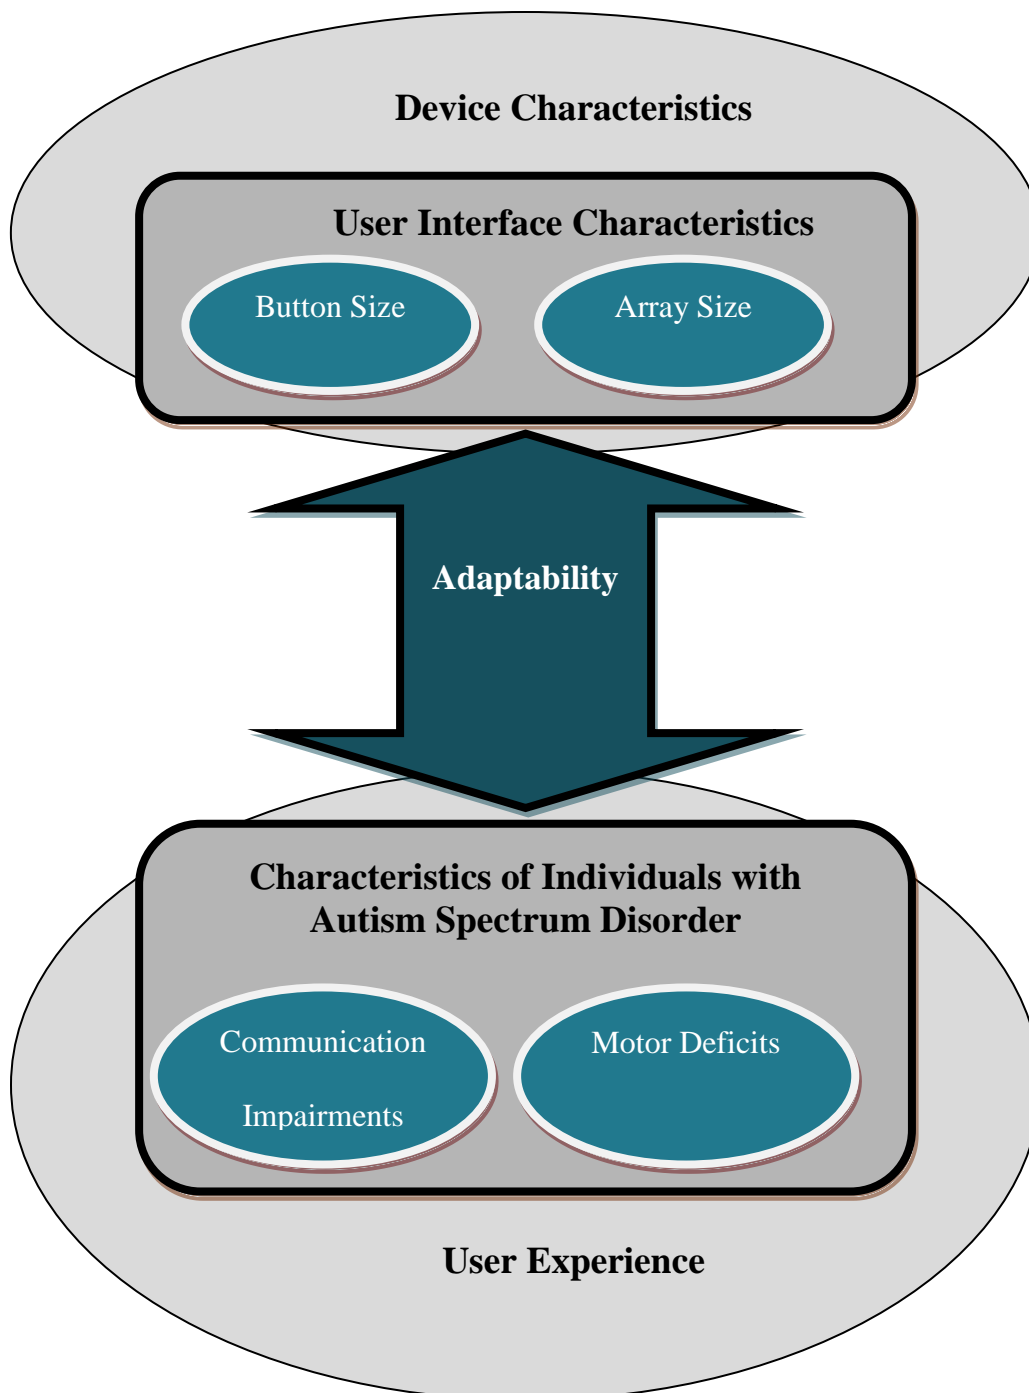 Device Characteristics
User Interface Characteristics
Button Size
Array Size
Adaptability
Characteristics of Individuals with
Autism Spectrum Disorder
Communication
Impairments
Motor Deficits
User Experience